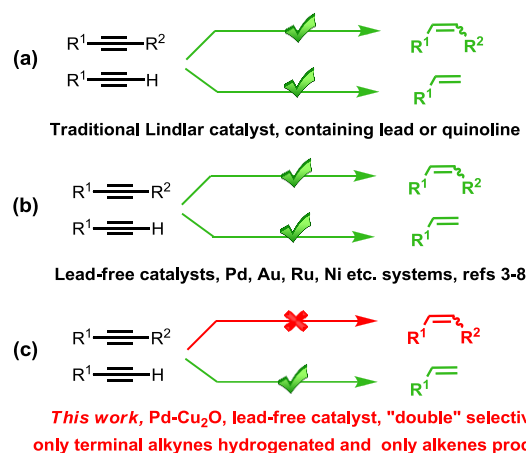 R¹ R² R¹ R²
(a)
R¹ H R¹
Traditional Lindlar catalyst, containing lead or quinoline
R¹ R² R¹ R²
(b)
R¹ H R¹
Lead-free catalysts, Pd, Au, Ru, Ni etc. systems, refs 3-8
R¹ R² R¹ R²
(c)
R¹ H R¹
This work, Pd-Cu₂O, lead-free catalyst, "double" selectiv
only terminal alkynes hydrogenated and only alkenes prod